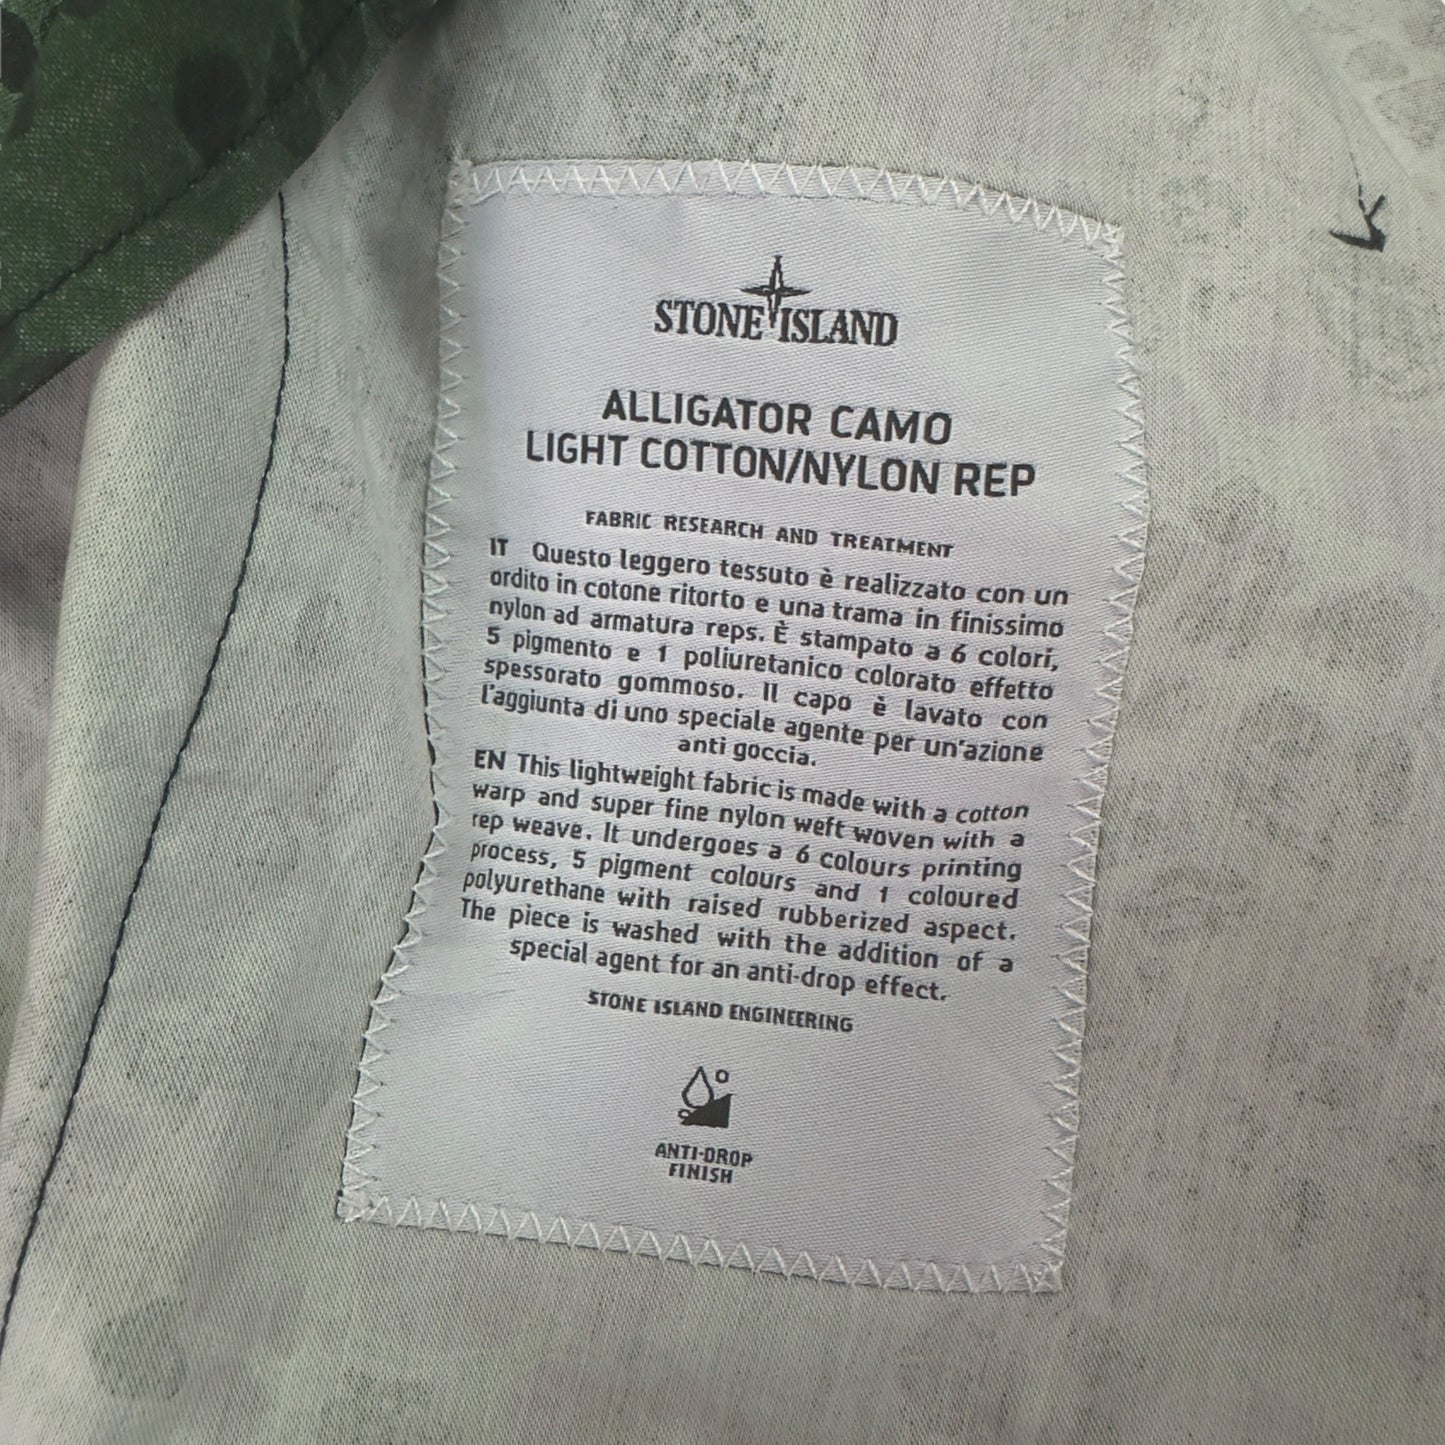 STONE ISLAND
ALLIGATOR CAMO
LIGHT COTTON/NYLON REP
FABRIC RESEARCH AND TREATMENT
IT Questo leggero tessuto è realizzato con un
ordito in cotone ritorto e una trama in finissimo
nylon ad armatura reps. È stampato a 6 colori,
5 pigmento e 1 poliuretanico colorato effetto
spessorato gommoso. Il capo è lavato con
l'aggiunta di uno speciale agente per un'azione
anti goccia.
EN This lightweight fabric is made with a cotton
warp and super fine nylon weft woven with a
rep weave. It undergoes a 6 colours printing
process, 5 pigment colours and 1 coloured
polyurethane with raised rubberized aspect.
The piece is washed with the addition of a
special agent for an anti-drop effect.
STONE ISLAND ENGINEERING
ANTI-DROP
FINISH